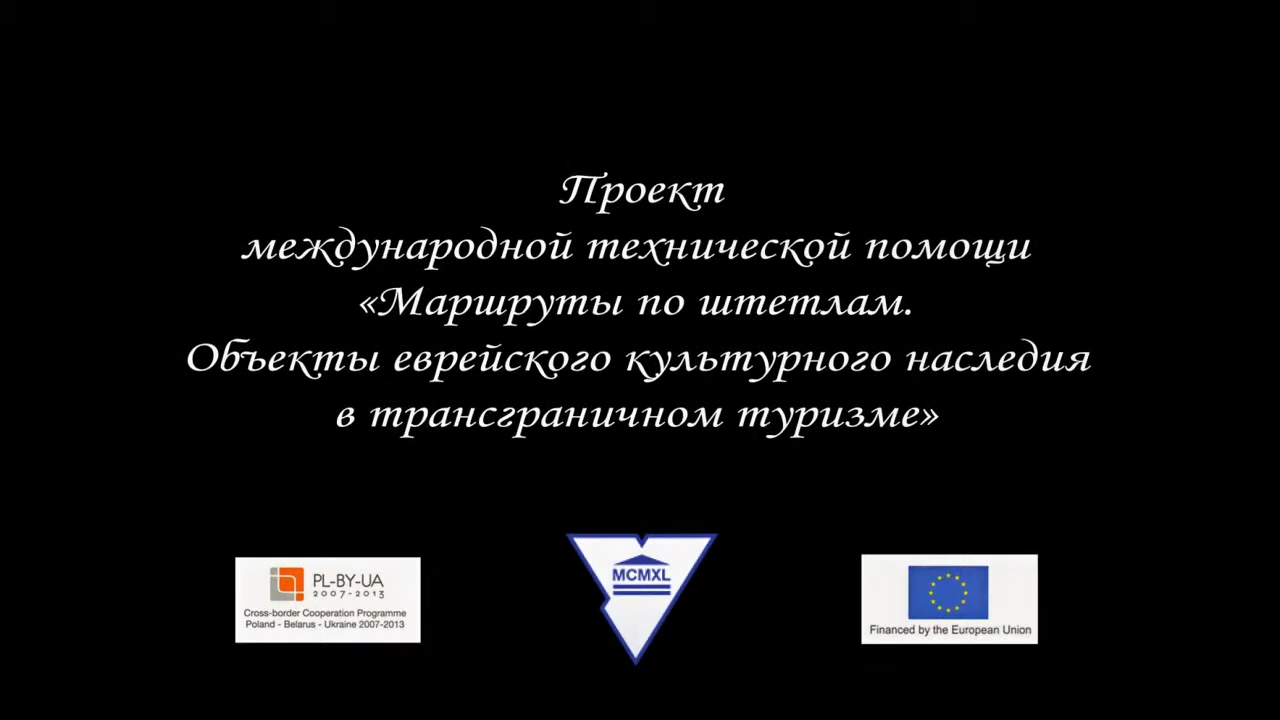 Проект
международной технической помощи
«Маршруты по штетлам.
Объекты еврейского культурного наследия
в трансграничном туризме»
PL-BY-UA
2007-2013
Cross-border Cooperation Programme
Poland - Belarus - Ukraine 2007-2013
MCMXL
Financed by the European Union